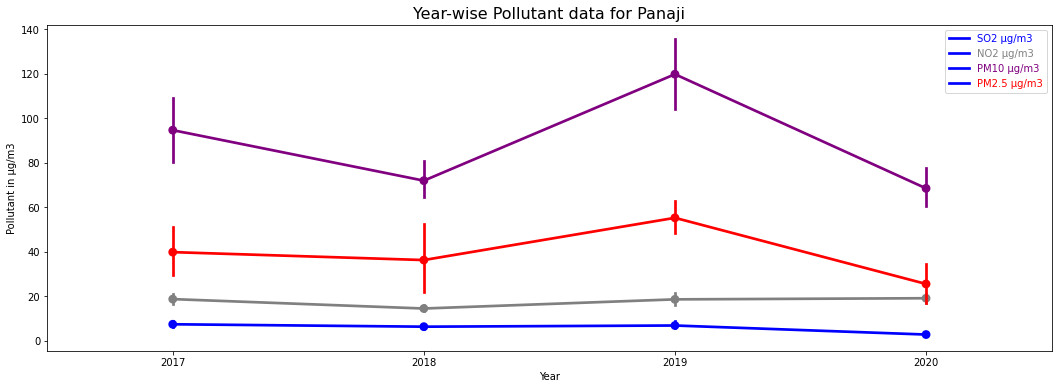 Year-wise Pollutant data for Panaji
140
120
100
80
60
40
20
0
Pollutant in µg/m3
SO2 µg/m3
NO2 µg/m3
PM10 µg/m3
PM2.5 µg/m3
2017 2018 2019 2020
Year